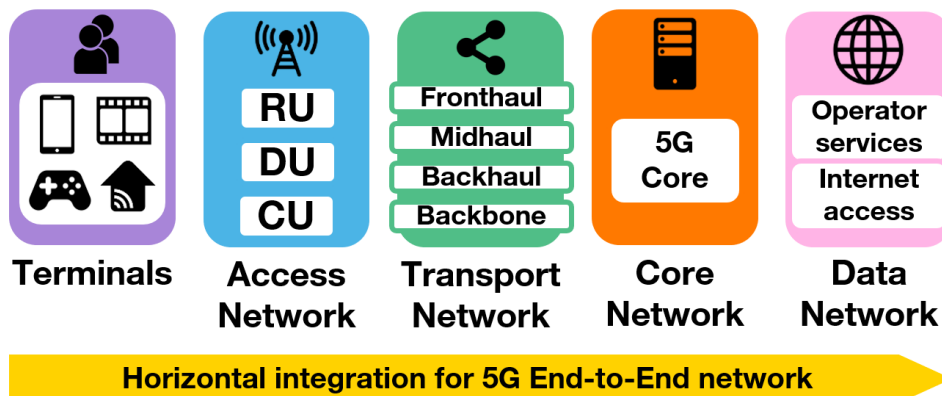 RU
DU
CU
Fronthaul
Midhaul
Backhaul
Backbone
5G
Core
Operator
services
Internet
access
Terminals
Access
Network
Transport
Network
Core
Network
Data
Network
Horizontal integration for 5G End-to-End network